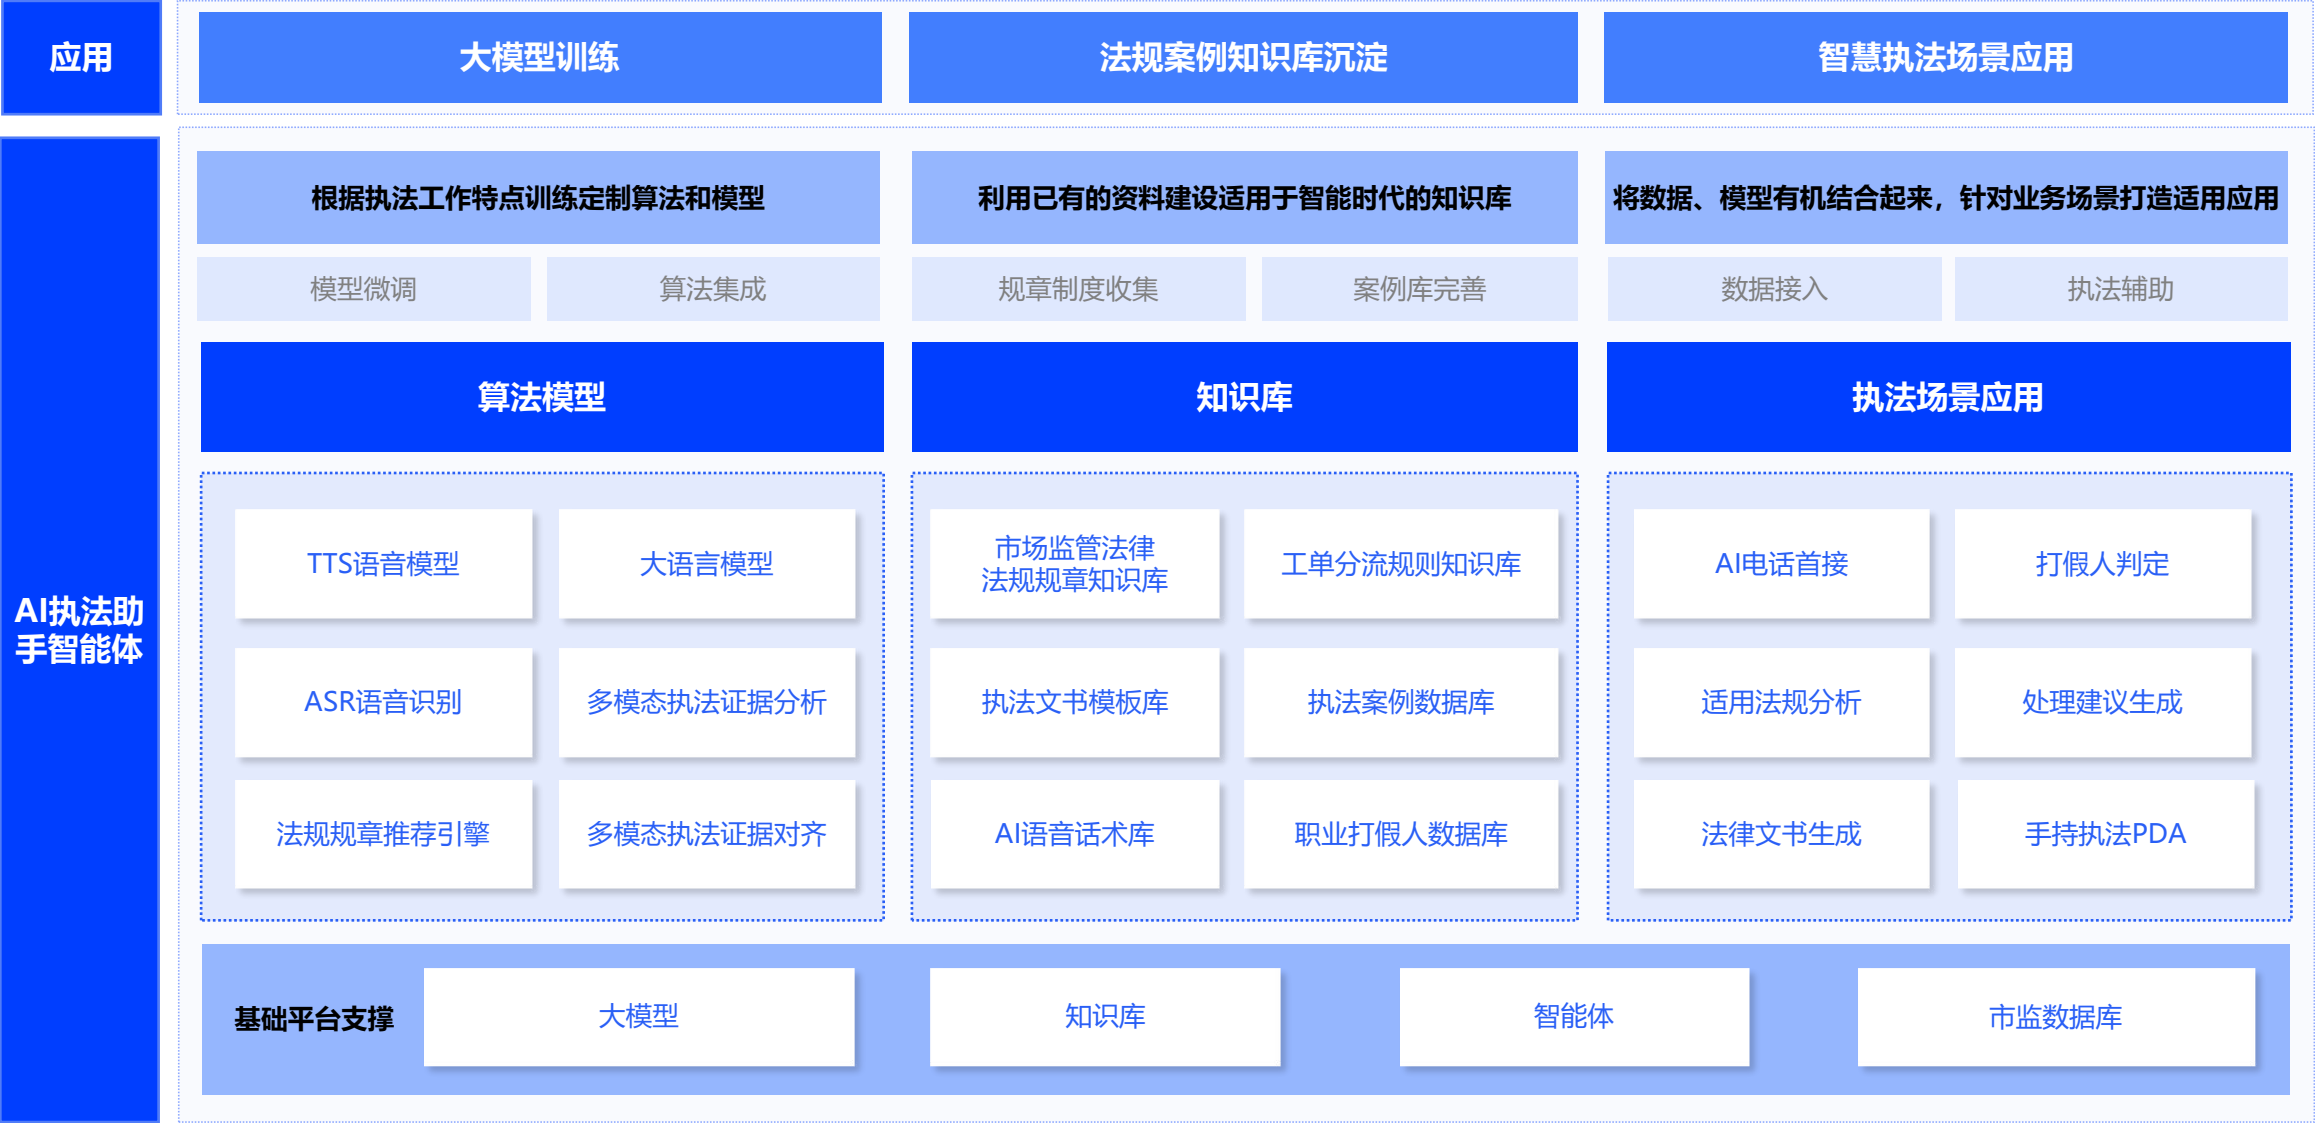 应用
大模型训练
法规案例知识库沉淀
智慧执法场景应用
AI执法助
手智能体
根据执法工作特点训练定制算法和模型
利用已有的资料建设适用于智能时代的知识库
将数据、模型有机结合起来，针对业务场景打造适用应用
模型微调
算法集成
规章制度收集
案例库完善
数据接入
执法辅助
算法模型
知识库
执法场景应用
TTS语音模型
大语言模型
ASR语音识别
多模态执法证据分析
法规规章推荐引擎
多模态执法证据对齐
市场监管法律
法规规章知识库
工单分流规则知识库
执法文书模板库
执法案例数据库
AI语音话术库
职业打假人数据库
AI电话首接
打假人判定
适用法规分析
处理建议生成
法律文书生成
手持执法PDA
基础平台支撑
大模型
知识库
智能体
市监数据库